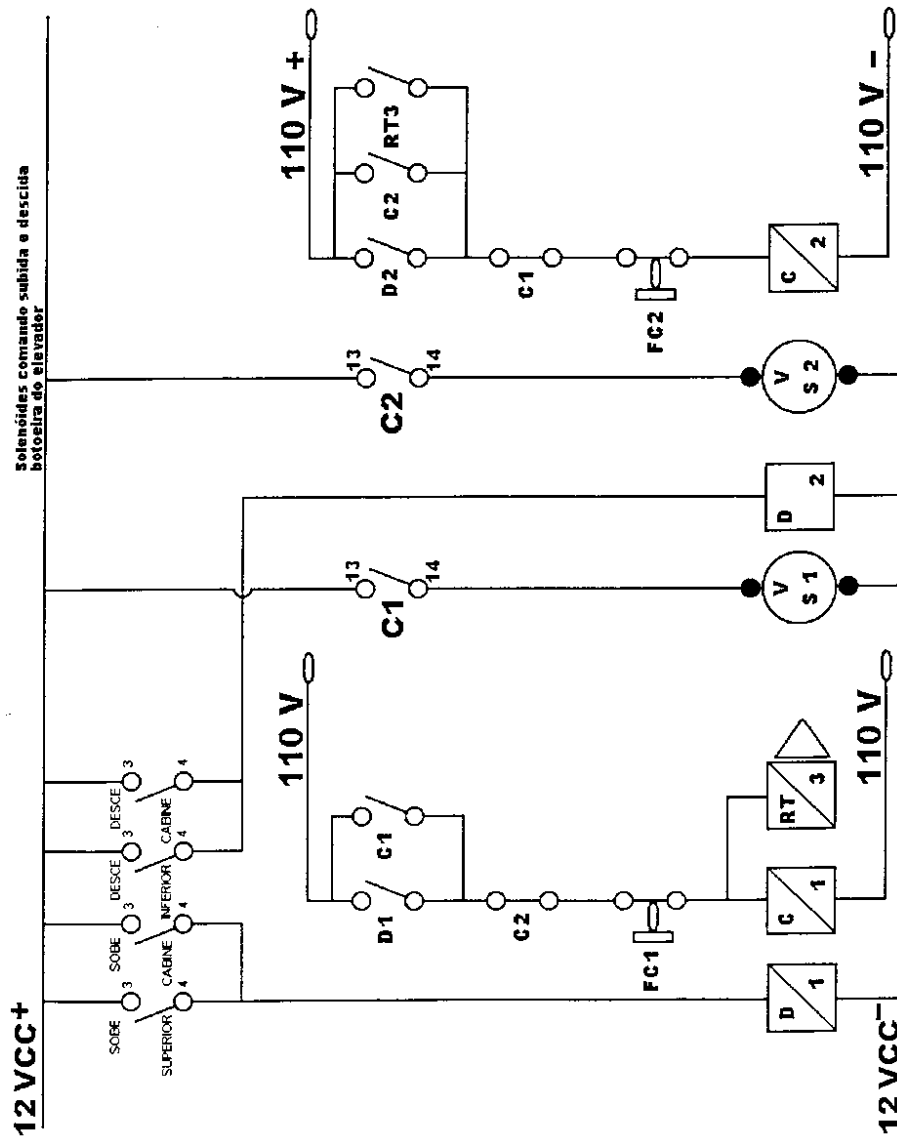 Solenóides comando subida e descida
botoeira do elevador
12 VCC+
SOBE
3
4
SUPERIOR
SOBE
3
4
CABINE
DESCE
3
4
INFERIOR
DESCE
3
4
CABINE
110 V
D1
C1
C2
FC1
D 1
C 1
RT 3
110 V
C1
13
14
V
S 1
D 2
C2
13
14
V
S 2
110 V +
D2
C2
RT3
C1
FC2
C 2
110 V –
12 VCC–